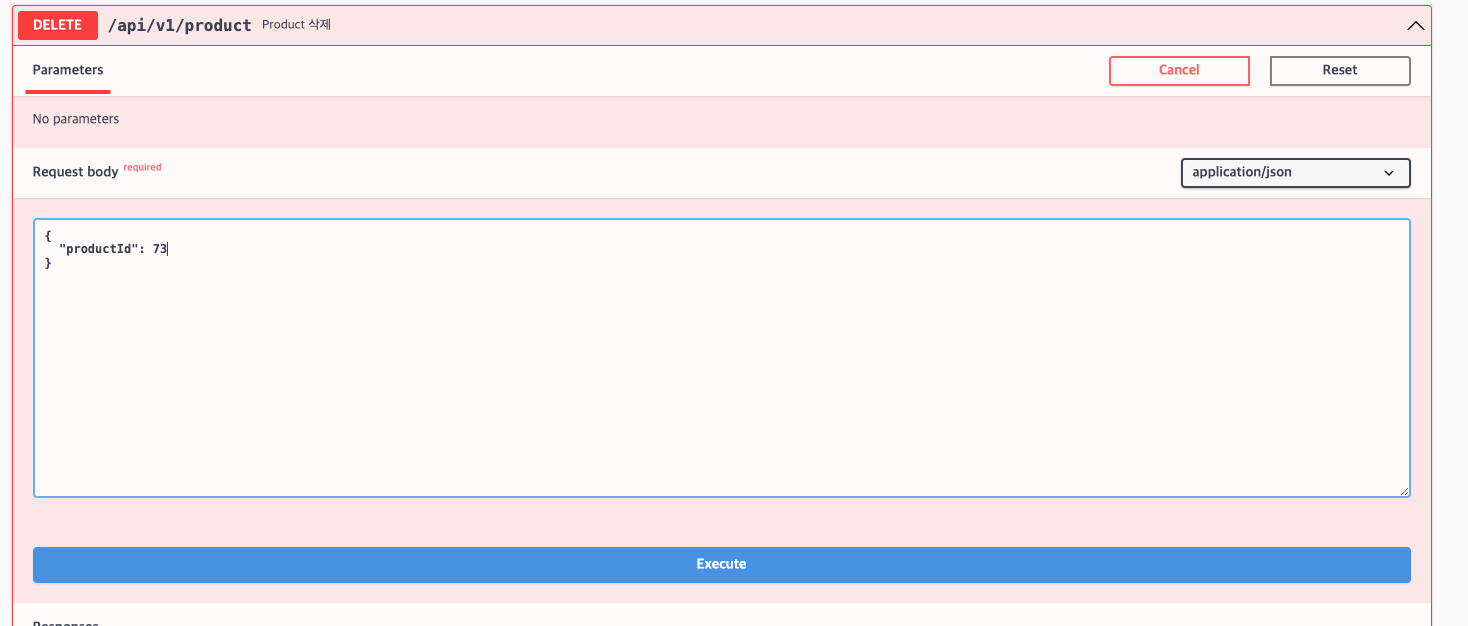 DELETE /api/v1/product Product 삭제
Parameters Cancel Reset
No parameters
Request body required application/json
{
"productId": 73
}
Execute
Responses